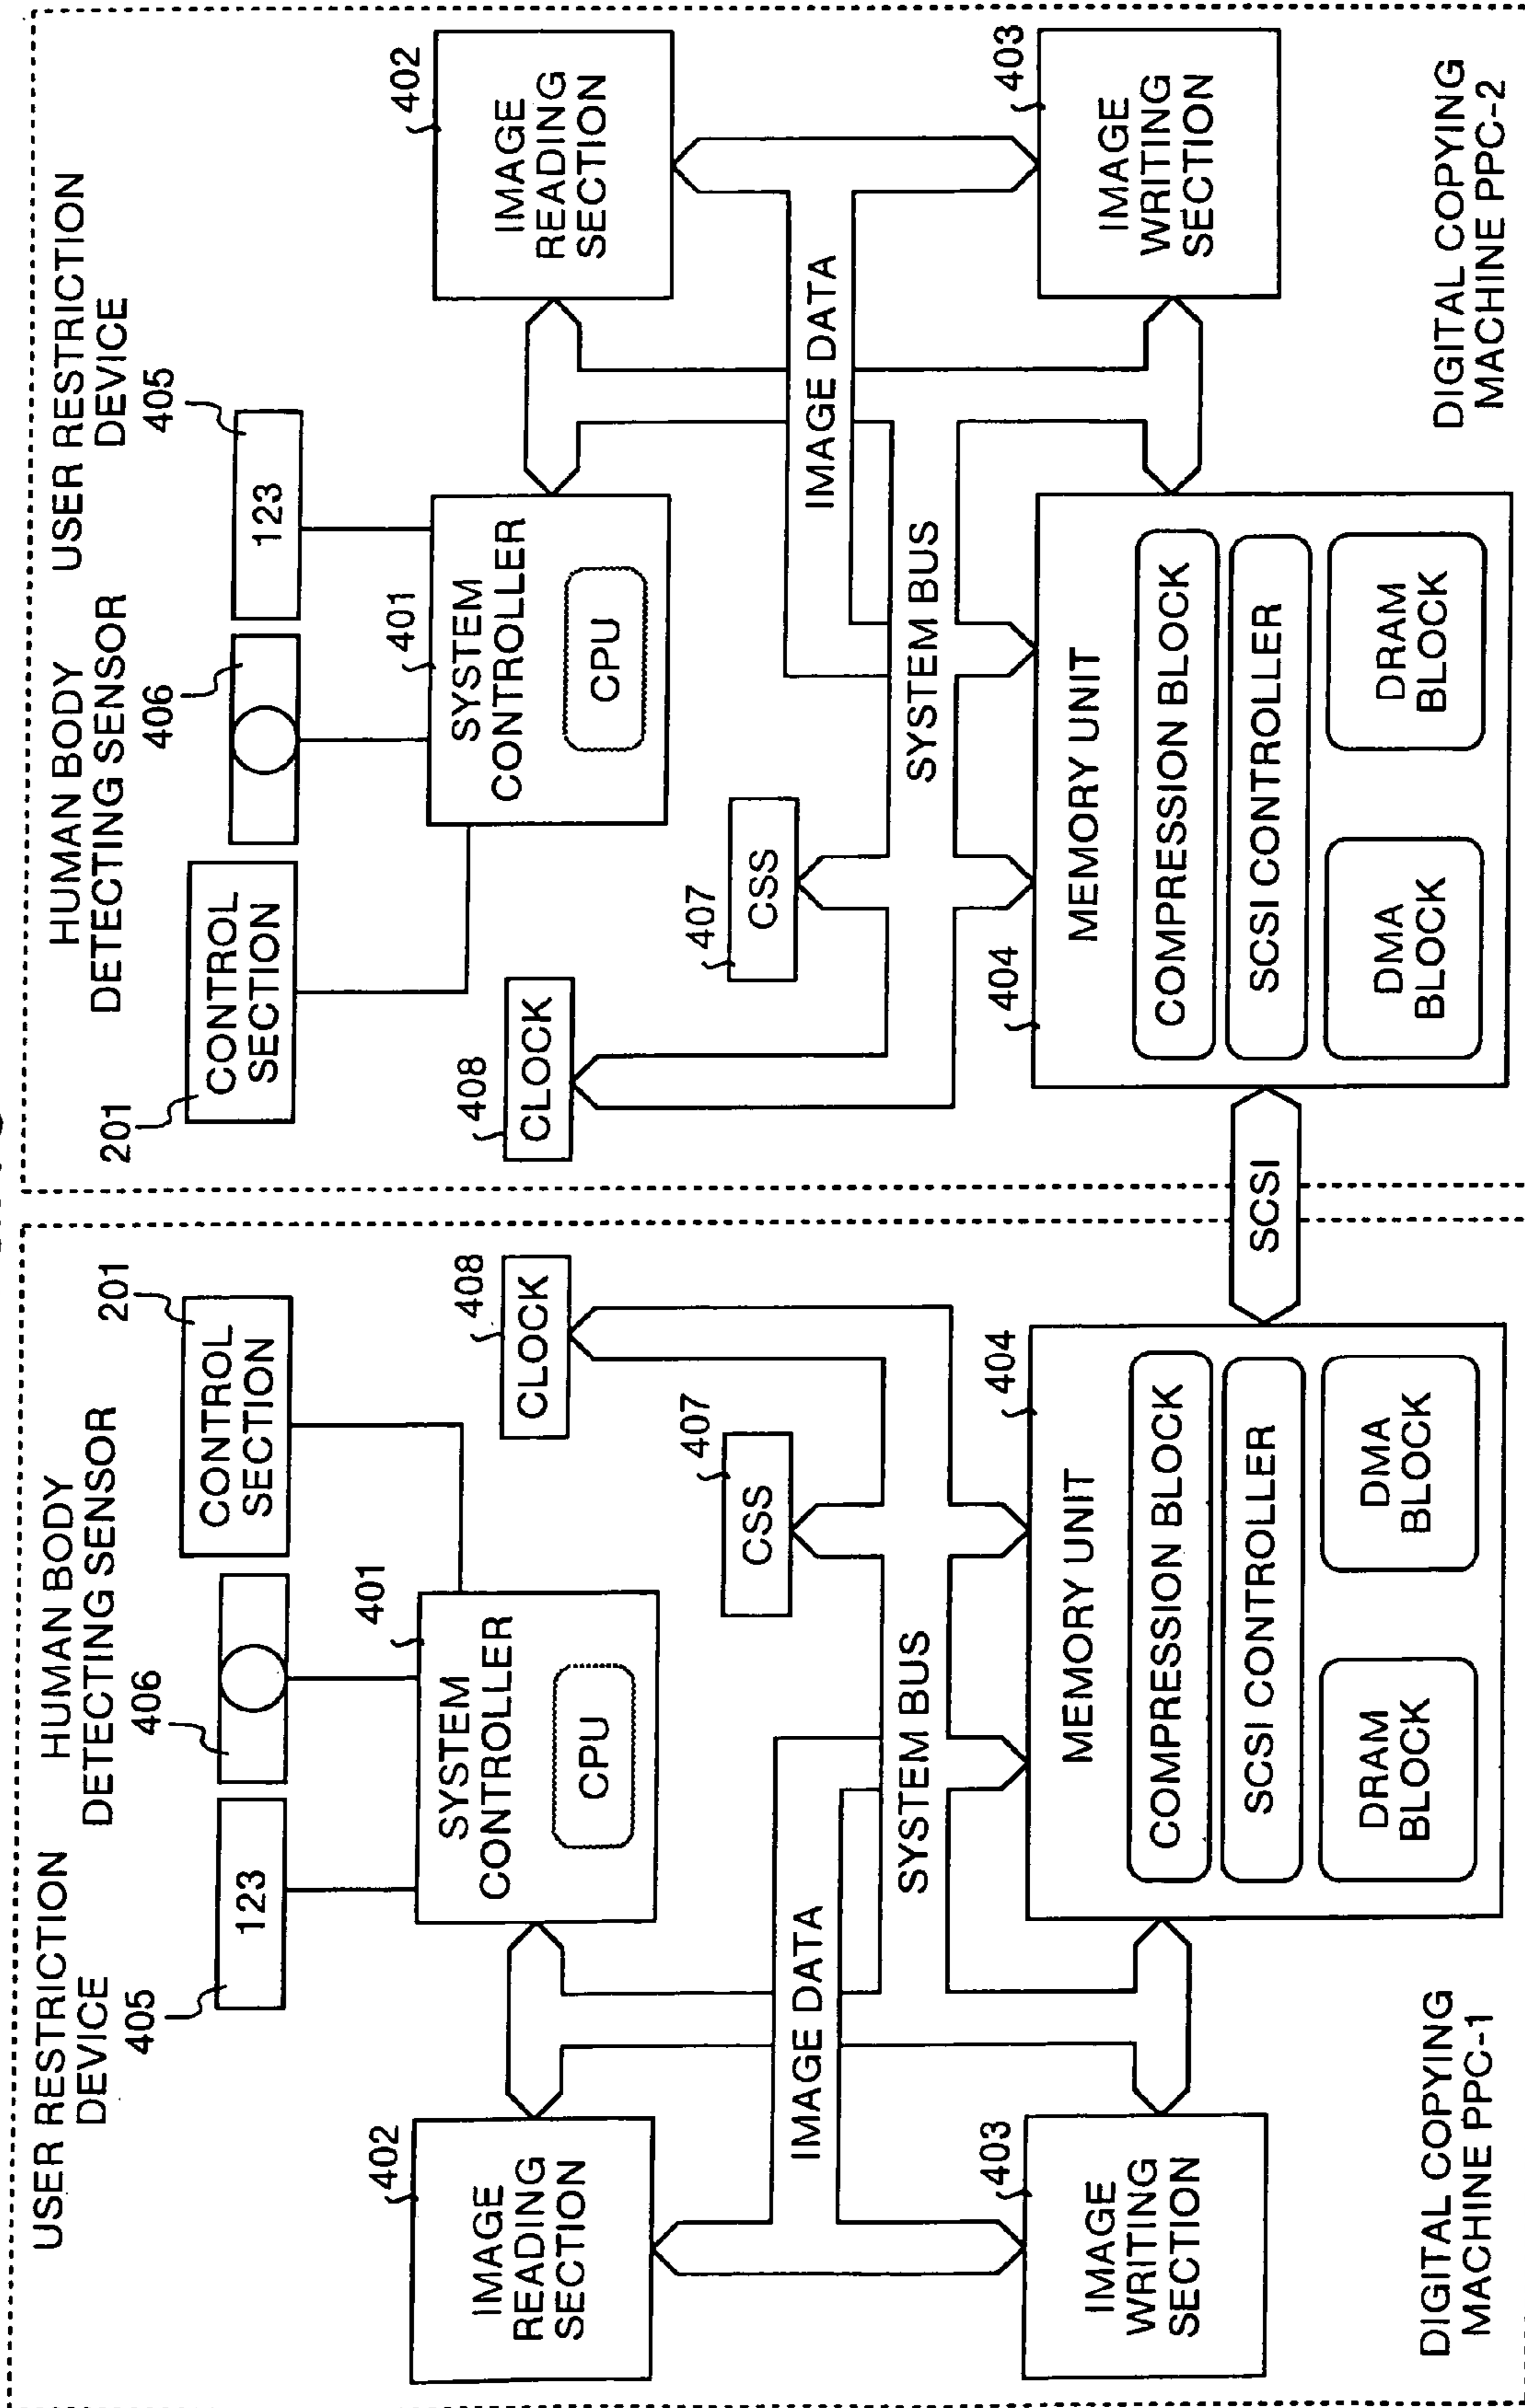 USER RESTRICTION
DEVICE
405
HUMAN BODY
DETECTING SENSOR
406
201
123
CONTROL
SECTION
402
IMAGE
READING
SECTION
401
SYSTEM
CONTROLLER
CPU
408
CLOCK
407
CSS
IMAGE DATA
SYSTEM BUS
403
IMAGE
WRITING
SECTION
404
MEMORY UNIT
COMPRESSION BLOCK
SCSI CONTROLLER
DRAM
BLOCK
DMA
BLOCK
DIGITAL COPYING
MACHINE PPC-1
SCSI
HUMAN BODY
DETECTING SENSOR
406
USER RESTRICTION
DEVICE
405
201
CONTROL
SECTION
123
401
SYSTEM
CONTROLLER
CPU
402
IMAGE
READING
SECTION
408
CLOCK
407
CSS
IMAGE DATA
SYSTEM BUS
404
MEMORY UNIT
COMPRESSION BLOCK
SCSI CONTROLLER
DMA
BLOCK
DRAM
BLOCK
403
IMAGE
WRITING
SECTION
DIGITAL COPYING
MACHINE PPC-2